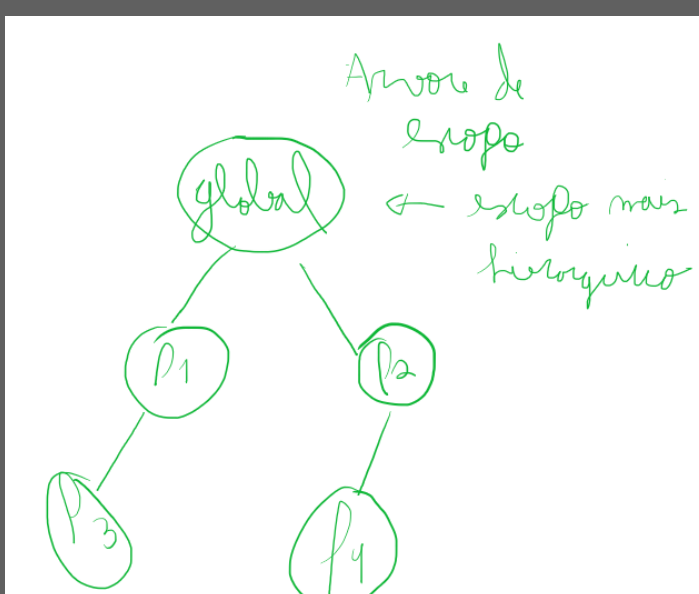 Arvore de
escopo
global
← escopo mais
hierarquico
P1
P2
P3
P4